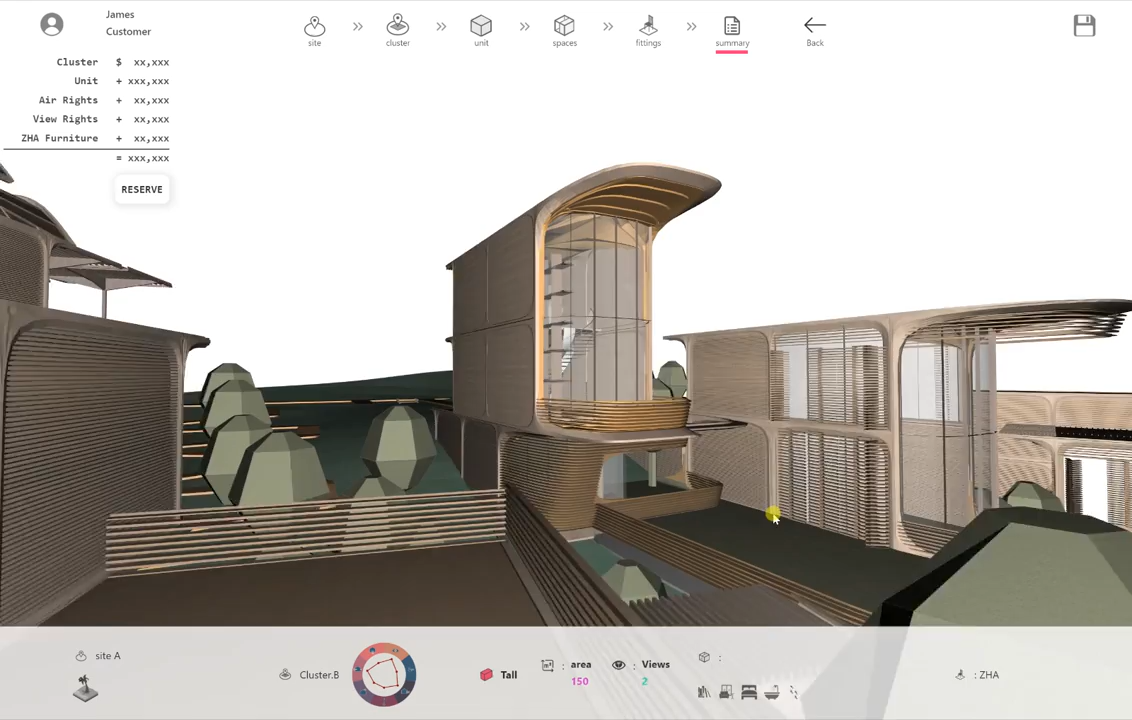 James
Customer
site
cluster
unit
spaces
fittings
summary
Back
Cluster $ xx,xxx
Unit + xxx,xxx
Air Rights + xx,xxx
View Rights + xx,xxx
ZHA Furniture + xx,xxx
= xxx,xxx
RESERVE
site A
Cluster.B
Tall
m²
: area
150
: Views
2
:
: ZHA